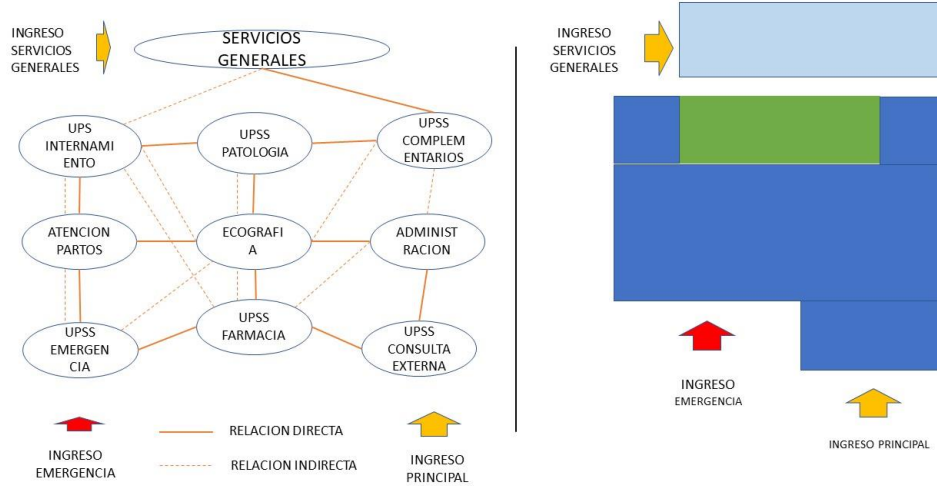 INGRESO
SERVICIOS
GENERALES
SERVICIOS
GENERALES
UPS
INTERNAMI
ENTO
UPSS
PATOLOGIA
UPSS
COMPLEM
ENTARIOS
ATENCION
PARTOS
ECOGRAFI
A
ADMINIST
RACION
UPSS
EMERGEN
CIA
UPSS
FARMACIA
UPSS
CONSULTA
EXTERNA
INGRESO
EMERGENCIA
RELACION DIRECTA
RELACION INDIRECTA
INGRESO
PRINCIPAL
INGRESO
SERVICIOS
GENERALES
INGRESO
EMERGENCIA
INGRESO PRINCIPAL